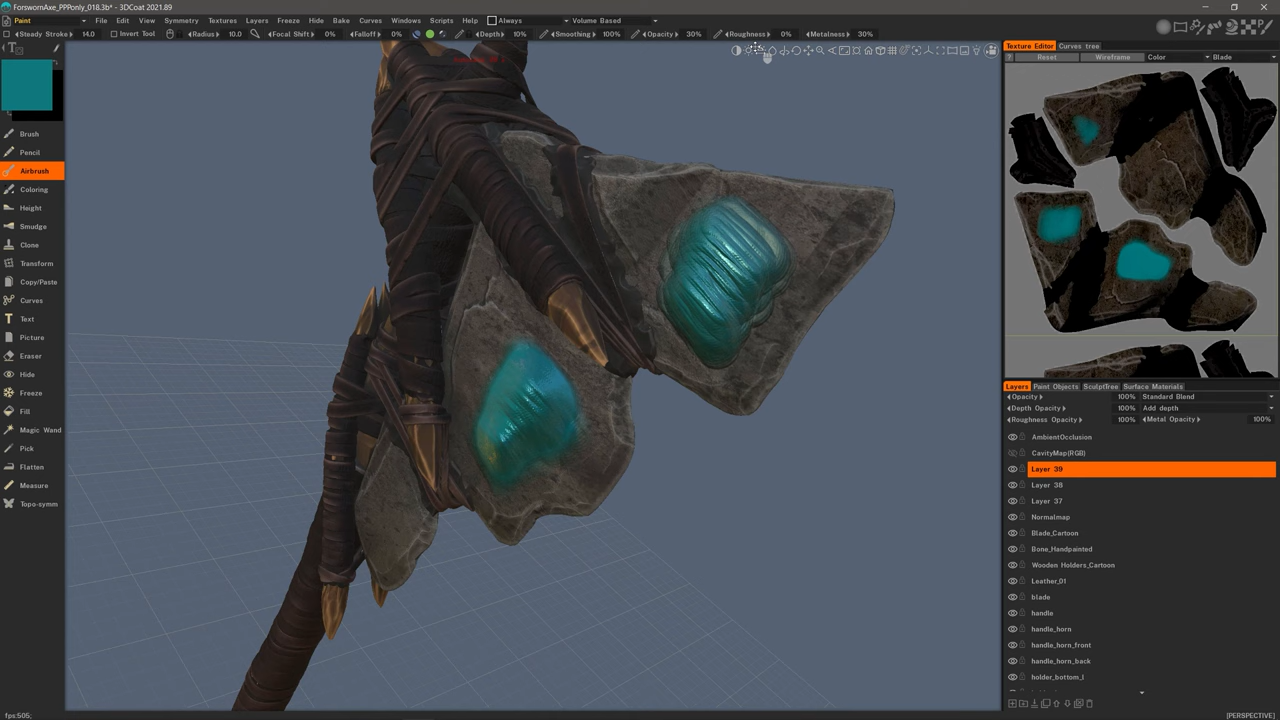 ForswornAxe_PPPonly_018.3b* - 3DCoat 2021.89
Paint File Edit View Symmetry Textures Layers Freeze Hide Bake Curves Windows Scripts Help Always Volume Based
Steady Stroke 14.0 Invert Tool Radius 10.0 Focal Shift 0% Falloff 0% Depth 10% Smoothing 100% Opacity 30% Roughness 0% Metalness 30%
Texture Editor Curves tree
? Reset Wireframe Color Blade
Brush
Pencil
Airbrush
Coloring
Height
Smudge
Clone
Transform
Copy/Paste
Curves
Text
Picture
Eraser
Hide
Freeze
Fill
Magic Wand
Pick
Flatten
Measure
Topo-symm
Layers Paint Objects SculptTree Surface Materials
Opacity 100% Standard Blend
Depth Opacity 100% Add depth
Roughness Opacity 100% Metal Opacity 100%
AmbientOcclusion
CavityMap(RGB)
Layer 39
Layer 38
Layer 37
Normalmap
Blade_Cartoon
Bone_Handpainted
Wooden Holders_Cartoon
Leather_01
blade
handle
handle_horn
handle_horn_front
handle_horn_back
holder_bottom_l
fps:505;
[PERSPECTIVE]